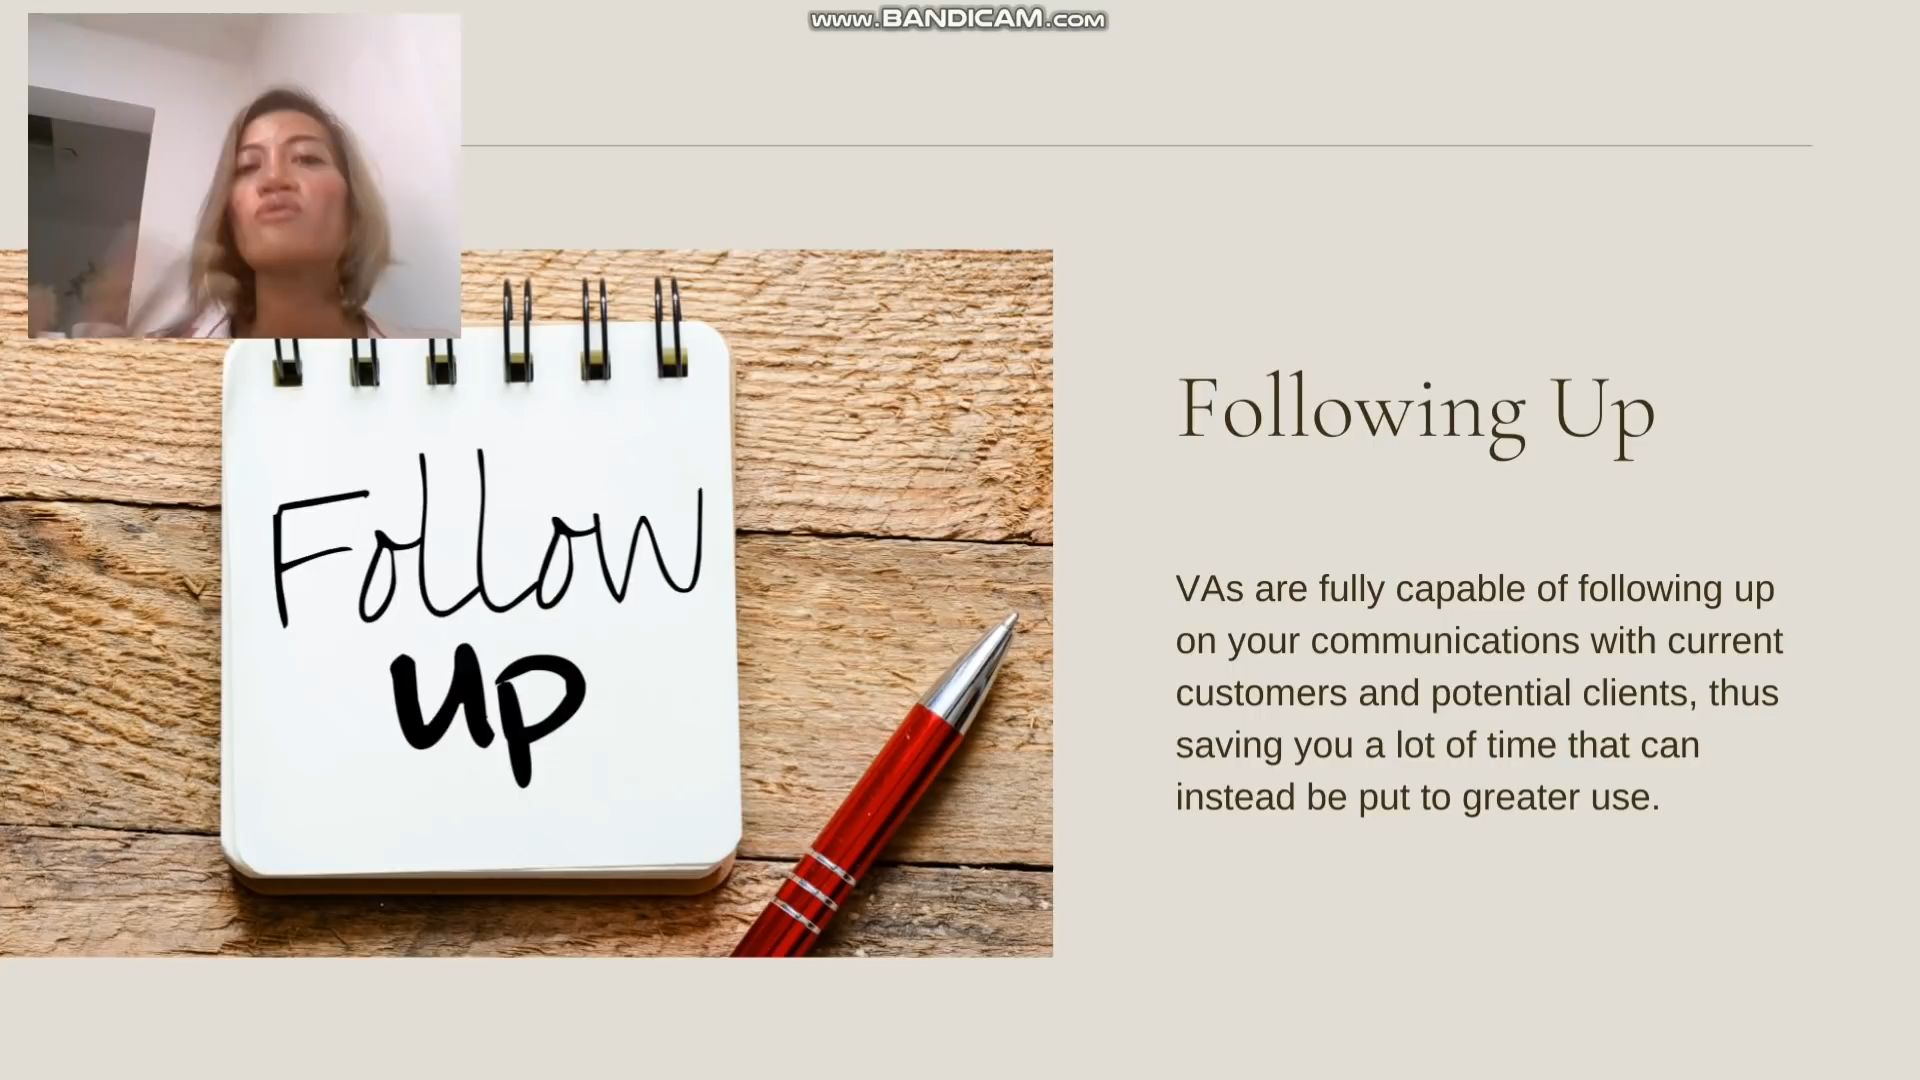 www.BANDICAM.com
Follow
up
Following Up
VAs are fully capable of following up
on your communications with current
customers and potential clients, thus
saving you a lot of time that can
instead be put to greater use.